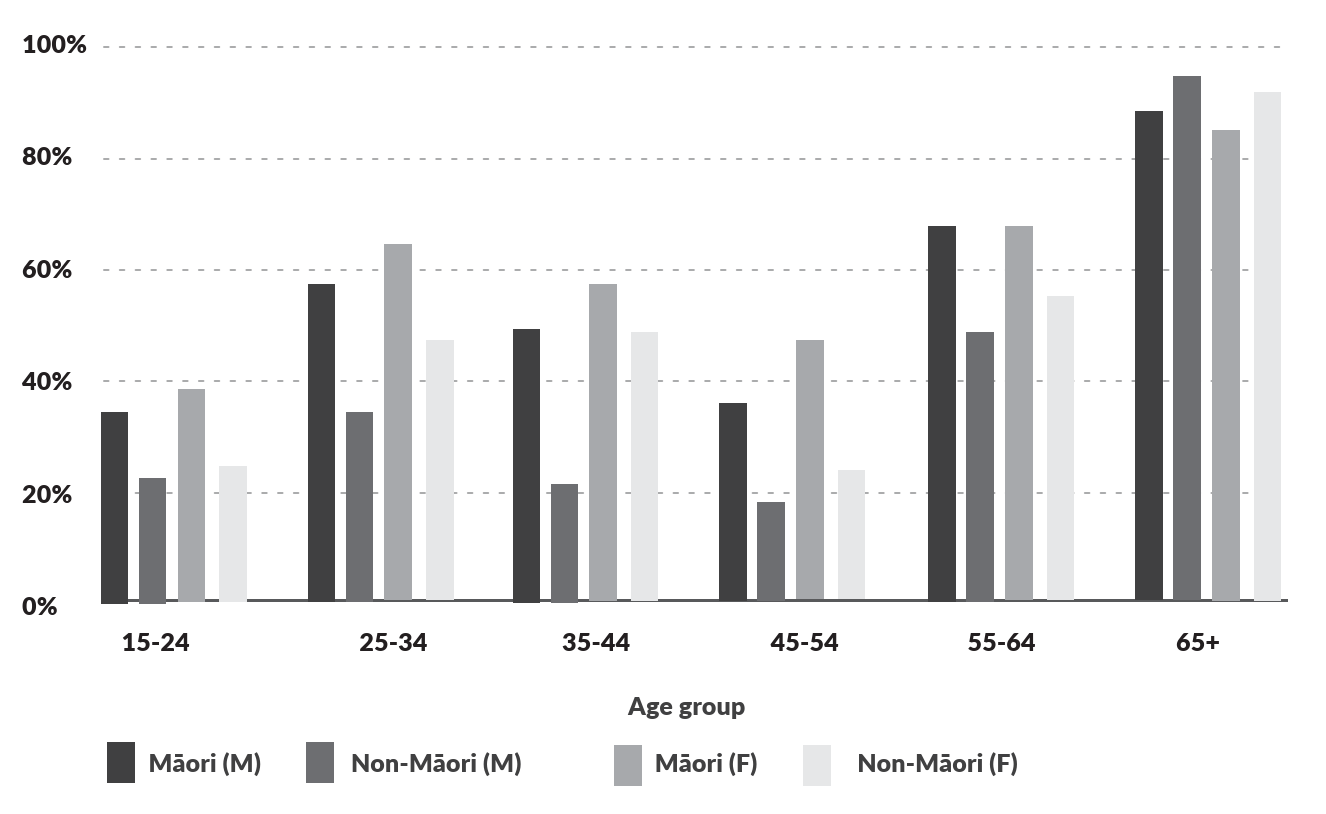 100%
80%
60%
40%
20%
0%
15-24 25-34 35-44 45-54 55-64 65+
Age group
Māori (M) Non-Māori (M) Māori (F) Non-Māori (F)